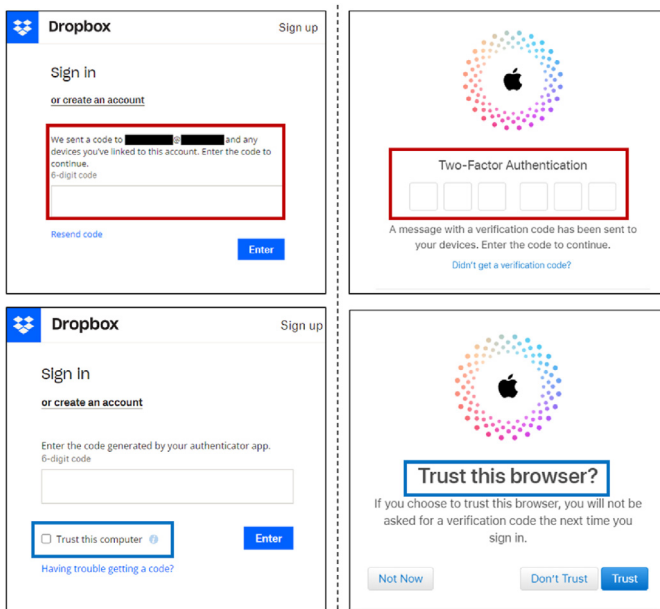 Dropbox
Sign up
Sign in
or create an account
We sent a code to @ and any
devices you've linked to this account. Enter the code to
continue.
6-digit code
Resend code
Enter
Two-Factor Authentication
A message with a verification code has been sent to
your devices. Enter the code to continue.
Didn't get a verification code?
Dropbox
Sign up
Sign in
or create an account
Enter the code generated by your authenticator app.
6-digit code
Trust this computer
Enter
Having trouble getting a code?
Trust this browser?
If you choose to trust this browser, you will not be
asked for a verification code the next time you
sign in.
Not Now
Don't Trust
Trust